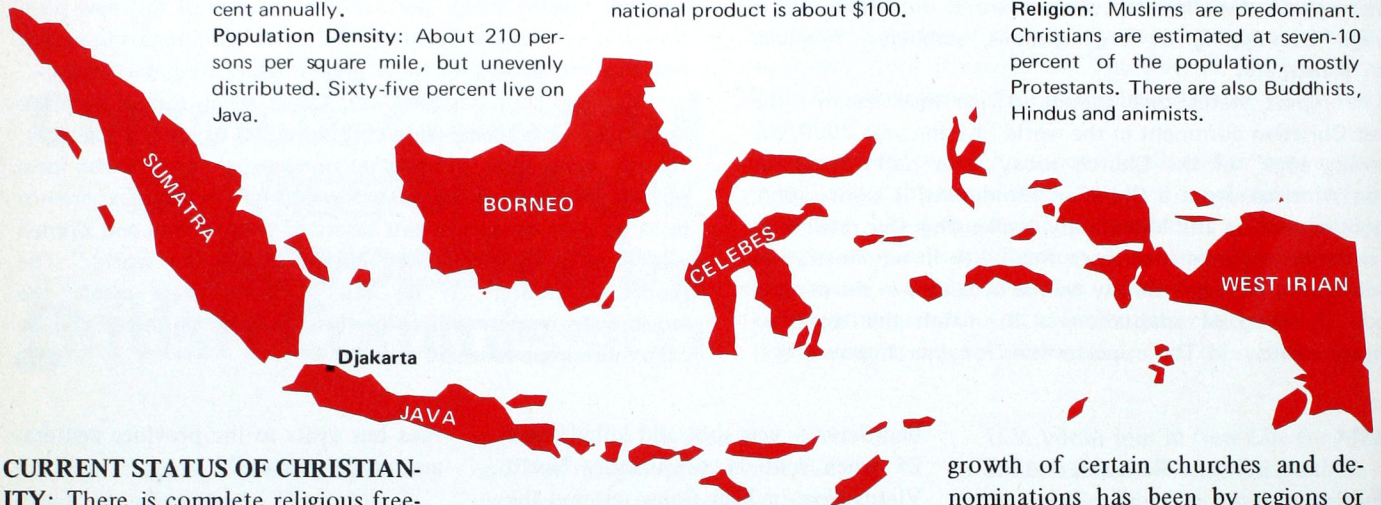 cent annually.
Population Density: About 210 per-
sons per square mile, but unevenly
distributed. Sixty-five percent live on
Java.
national product is about $100.
Religion: Muslims are predominant.
Christians are estimated at seven-10
percent of the population, mostly
Protestants. There are also Buddhists,
Hindus and animists.
SUMATRA
BORNEO
CELEBES
WEST IRIAN
Djakarta
JAVA
CURRENT STATUS OF CHRISTIAN-
ITY: There is complete religious free-
growth of certain churches and de-
nominations has been by regions or